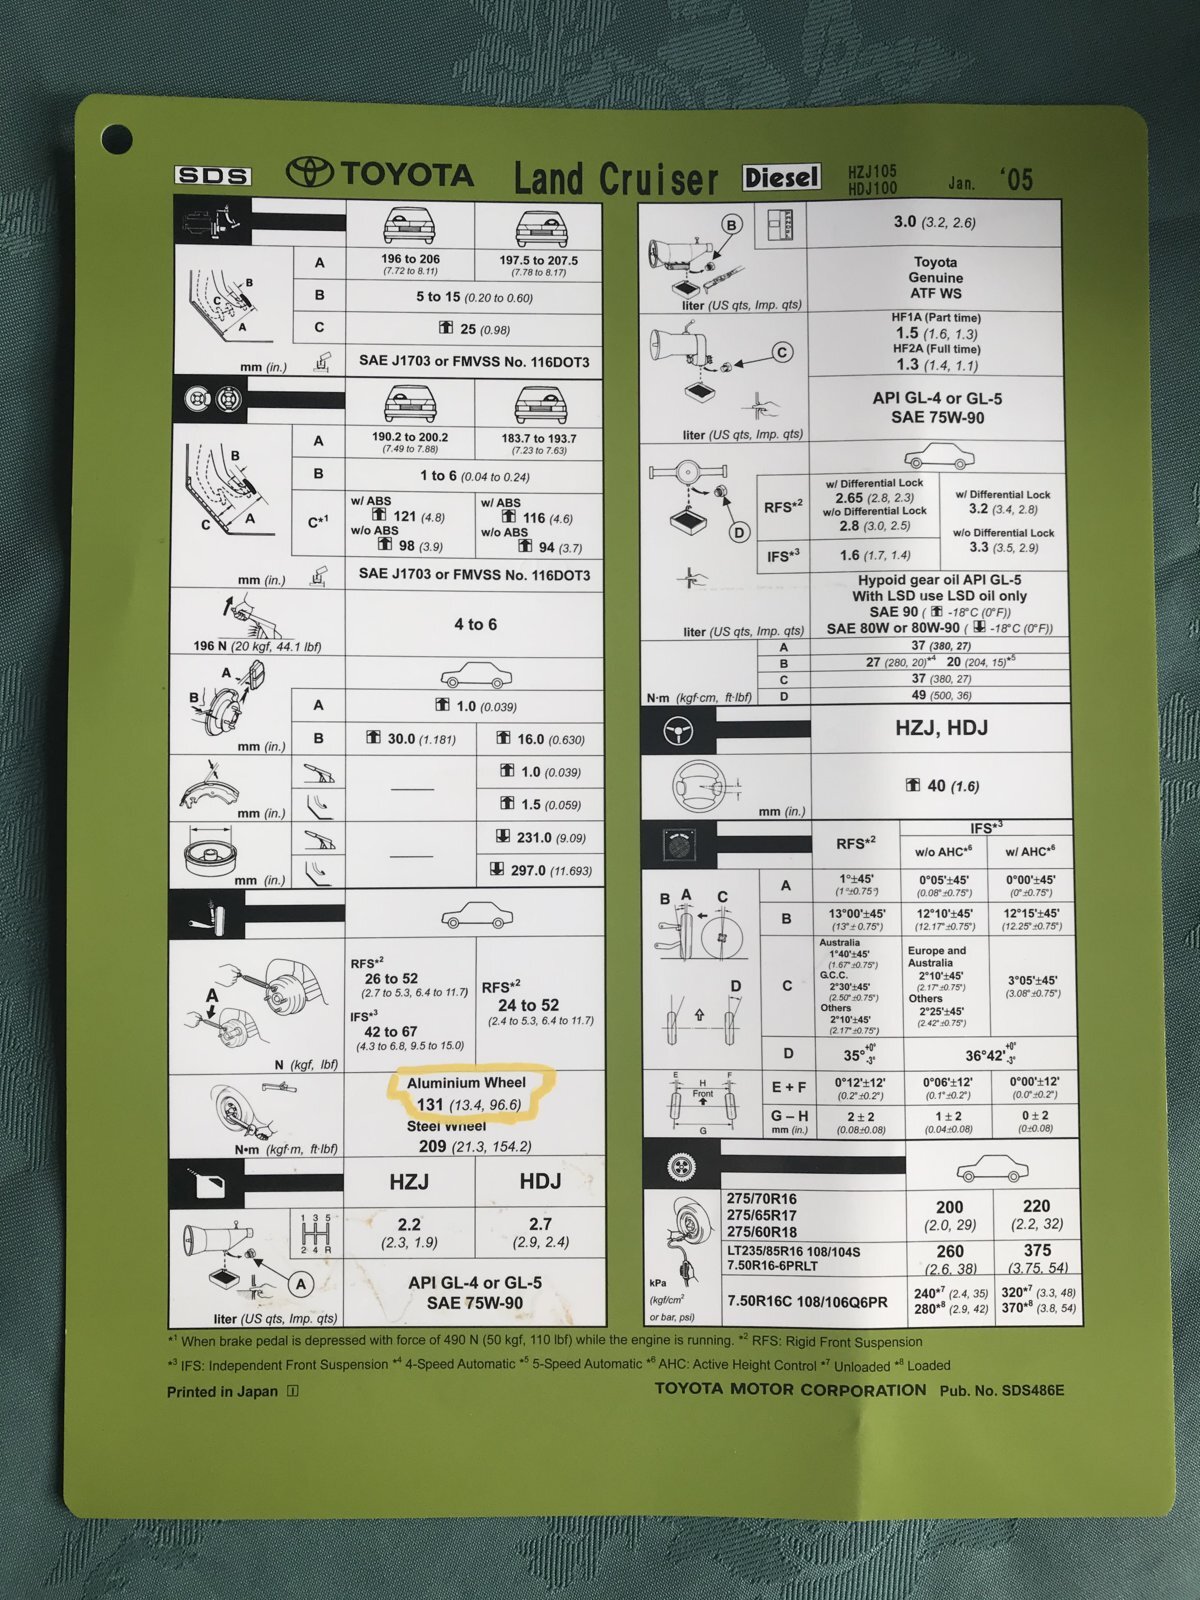 SDS TOYOTA Land Cruiser Diesel HZJ105 HDJ100 Jan. '05
A 196 to 206 (7.72 to 8.11) 197.5 to 207.5 (7.78 to 8.17)
B 5 to 15 (0.20 to 0.60)
C 25 (0.98)
B
C
A
mm (in.) SAE J1703 or FMVSS No. 116DOT3
A 190.2 to 200.2 (7.49 to 7.88) 183.7 to 193.7 (7.23 to 7.63)
B 1 to 6 (0.04 to 0.24)
C*1 w/ ABS 121 (4.8) w/o ABS 98 (3.9) w/ ABS 116 (4.6) w/o ABS 94 (3.7)
B
C A
mm (in.) SAE J1703 or FMVSS No. 116DOT3
196 N (20 kgf, 44.1 lbf) 4 to 6
A
B
A 1.0 (0.039)
mm (in.) B 30.0 (1.181) 16.0 (0.630)
1.0 (0.039)
mm (in.) 1.5 (0.059)
231.0 (9.09)
mm (in.) 297.0 (11.693)
A
RFS*2
26 to 52
(2.7 to 5.3, 6.4 to 11.7)
IFS*3
42 to 67
(4.3 to 6.8, 9.5 to 15.0)
RFS*2
24 to 52
(2.4 to 5.3, 6.4 to 11.7)
N (kgf, lbf)
Aluminium Wheel
131 (13.4, 96.6)
Steel Wheel
N•m (kgf·m, ft·lbf) 209 (21.3, 154.2)
HZJ HDJ
1 3 5
2 4 R
2.2 (2.3, 1.9) 2.7 (2.9, 2.4)
A
API GL-4 or GL-5
SAE 75W-90
liter (US qts, Imp. qts)
B
3.0 (3.2, 2.6)
Toyota
Genuine
ATF WS
liter (US qts, Imp. qts)
C
HF1A (Part time)
1.5 (1.6, 1.3)
HF2A (Full time)
1.3 (1.4, 1.1)
API GL-4 or GL-5
SAE 75W-90
liter (US qts, Imp. qts)
D
RFS*2
w/ Differential Lock
2.65 (2.8, 2.3)
w/o Differential Lock
2.8 (3.0, 2.5)
IFS*3 1.6 (1.7, 1.4)
w/ Differential Lock
3.2 (3.4, 2.8)
w/o Differential Lock
3.3 (3.5, 2.9)
Hypoid gear oil API GL-5
With LSD use LSD oil only
SAE 90 ( -18°C (0°F))
SAE 80W or 80W-90 ( -18°C (0°F))
liter (US qts, Imp. qts)
A 37 (380, 27)
B 27 (280, 20)*4 20 (204, 15)*5
C 37 (380, 27)
D 49 (500, 36)
N·m (kgf·cm, ft·lbf)
HZJ, HDJ
40 (1.6)
mm (in.)
RFS*2 IFS*3
w/o AHC*6 w/ AHC*6
B A C
D
A 1°±45' (1°±0.75°) 0°05'±45' (0.08°±0.75°) 0°00'±45' (0°±0.75°)
B 13°00'±45' (13°±0.75°) 12°10'±45' (12.17°±0.75°) 12°15'±45' (12.25°±0.75°)
C
Australia
1°40'±45'
(1.67°±0.75°)
G.C.C.
2°30'±45'
(2.50°±0.75°)
Others
2°10'±45'
(2.17°±0.75°)
Europe and
Australia
2°10'±45'
(2.17°±0.75°)
Others
2°25'±45'
(2.42°±0.75°)
3°05'±45'
(3.08°±0.75°)
D 35° +0° -3° 36°42' +0° -3°
E H F
Front
G
E + F 0°12'±12' (0.2°±0.2°) 0°06'±12' (0.1°±0.2°) 0°00'±12' (0.0°±0.2°)
G – H mm (in.) 2 ± 2 (0.08±0.08) 1 ± 2 (0.04±0.08) 0 ± 2 (0±0.08)
275/70R16
275/65R17
275/60R18
200 (2.0, 29) 220 (2.2, 32)
LT235/85R16 108/104S
7.50R16-6PRLT
260 (2.6, 38) 375 (3.75, 54)
kPa
(kgf/cm2
or bar, psi)
7.50R16C 108/106Q6PR
240*7 (2.4, 35) 320*7 (3.3, 48)
280*8 (2.9, 42) 370*8 (3.8, 54)
*1 When brake pedal is depressed with force of 490 N (50 kgf, 110 lbf) while the engine is running. *2 RFS: Rigid Front Suspension
*3 IFS: Independent Front Suspension *4 4-Speed Automatic *5 5-Speed Automatic *6 AHC: Active Height Control *7 Unloaded *8 Loaded
Printed in Japan TOYOTA MOTOR CORPORATION Pub. No. SDS486E